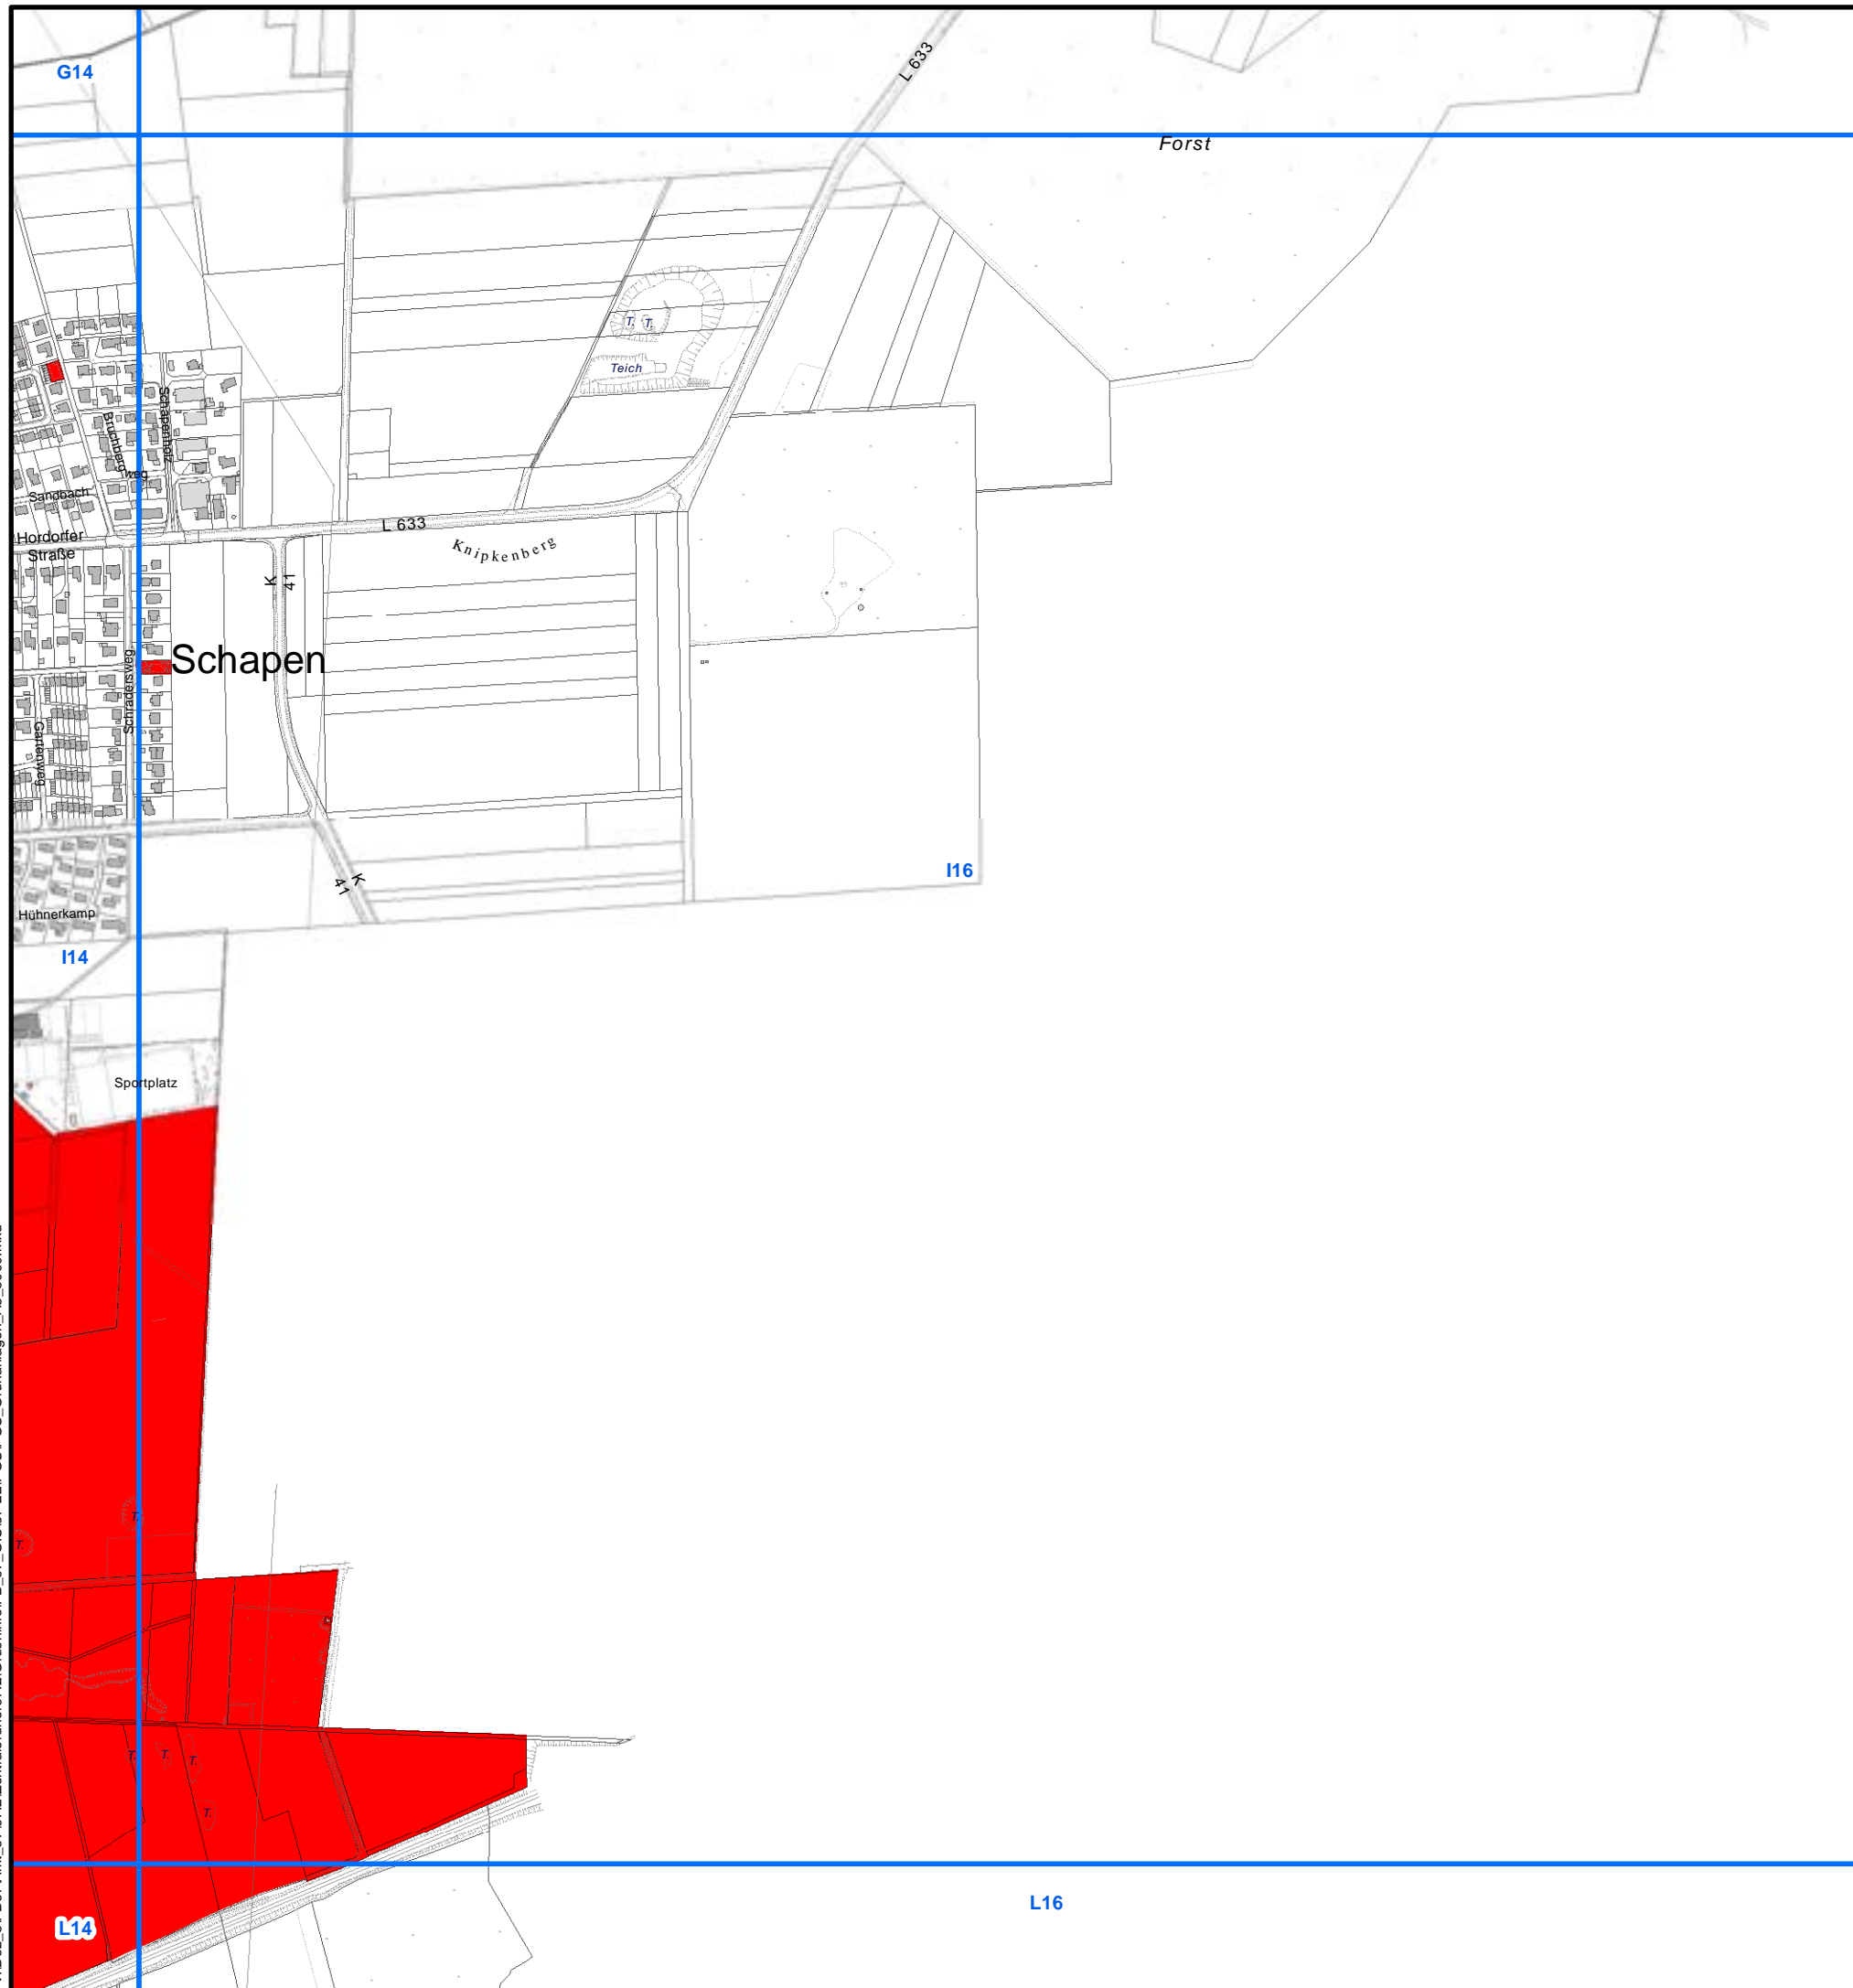 G14
L 633
Forst
T.
T.
Teich
Schapenholz
Bruchberg
weg
Sandbach
Hordorfer
Straße
L 633
Knipkenberg
K
41
Schapen
Schradersweg
Gartenweg
I16
K
41
Hühnerkamp
I14
Sportplatz
T.
T.
T.
T.
T.
T.
L16
L14